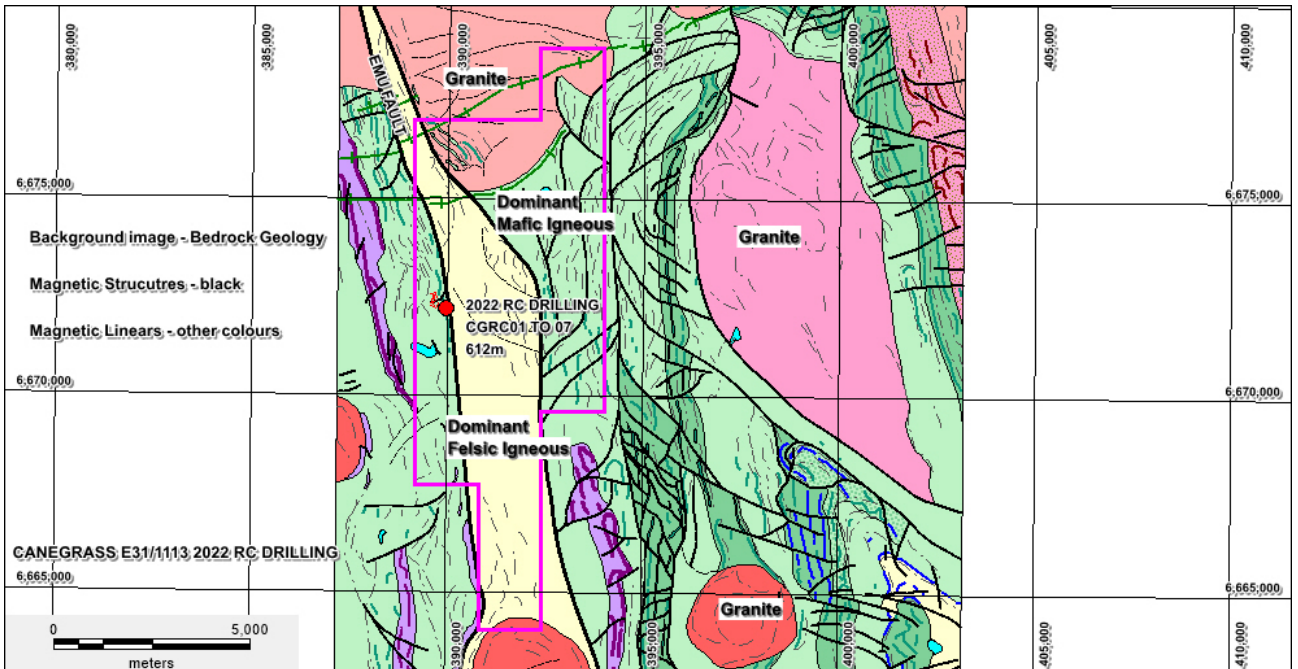 380,000
385,000
390,000
395,000
400,000
405,000
410,000
EMU FAULT
Granite
6,675,000
6,675,000
Dominant
Mafic Igneous
Granite
Background image - Bedrock Geology
Magnetic Strucutres - black
Magnetic Linears - other colours
2022 RC DRILLING
CGRC01 TO 07
612m
6,670,000
6,670,000
Dominant
Felsic Igneous
CANEGRASS E31/1113 2022 RC DRILLING
6,665,000
6,665,000
Granite
0 5,000
meters
390,000
395,000
400,000
405,000
410,000